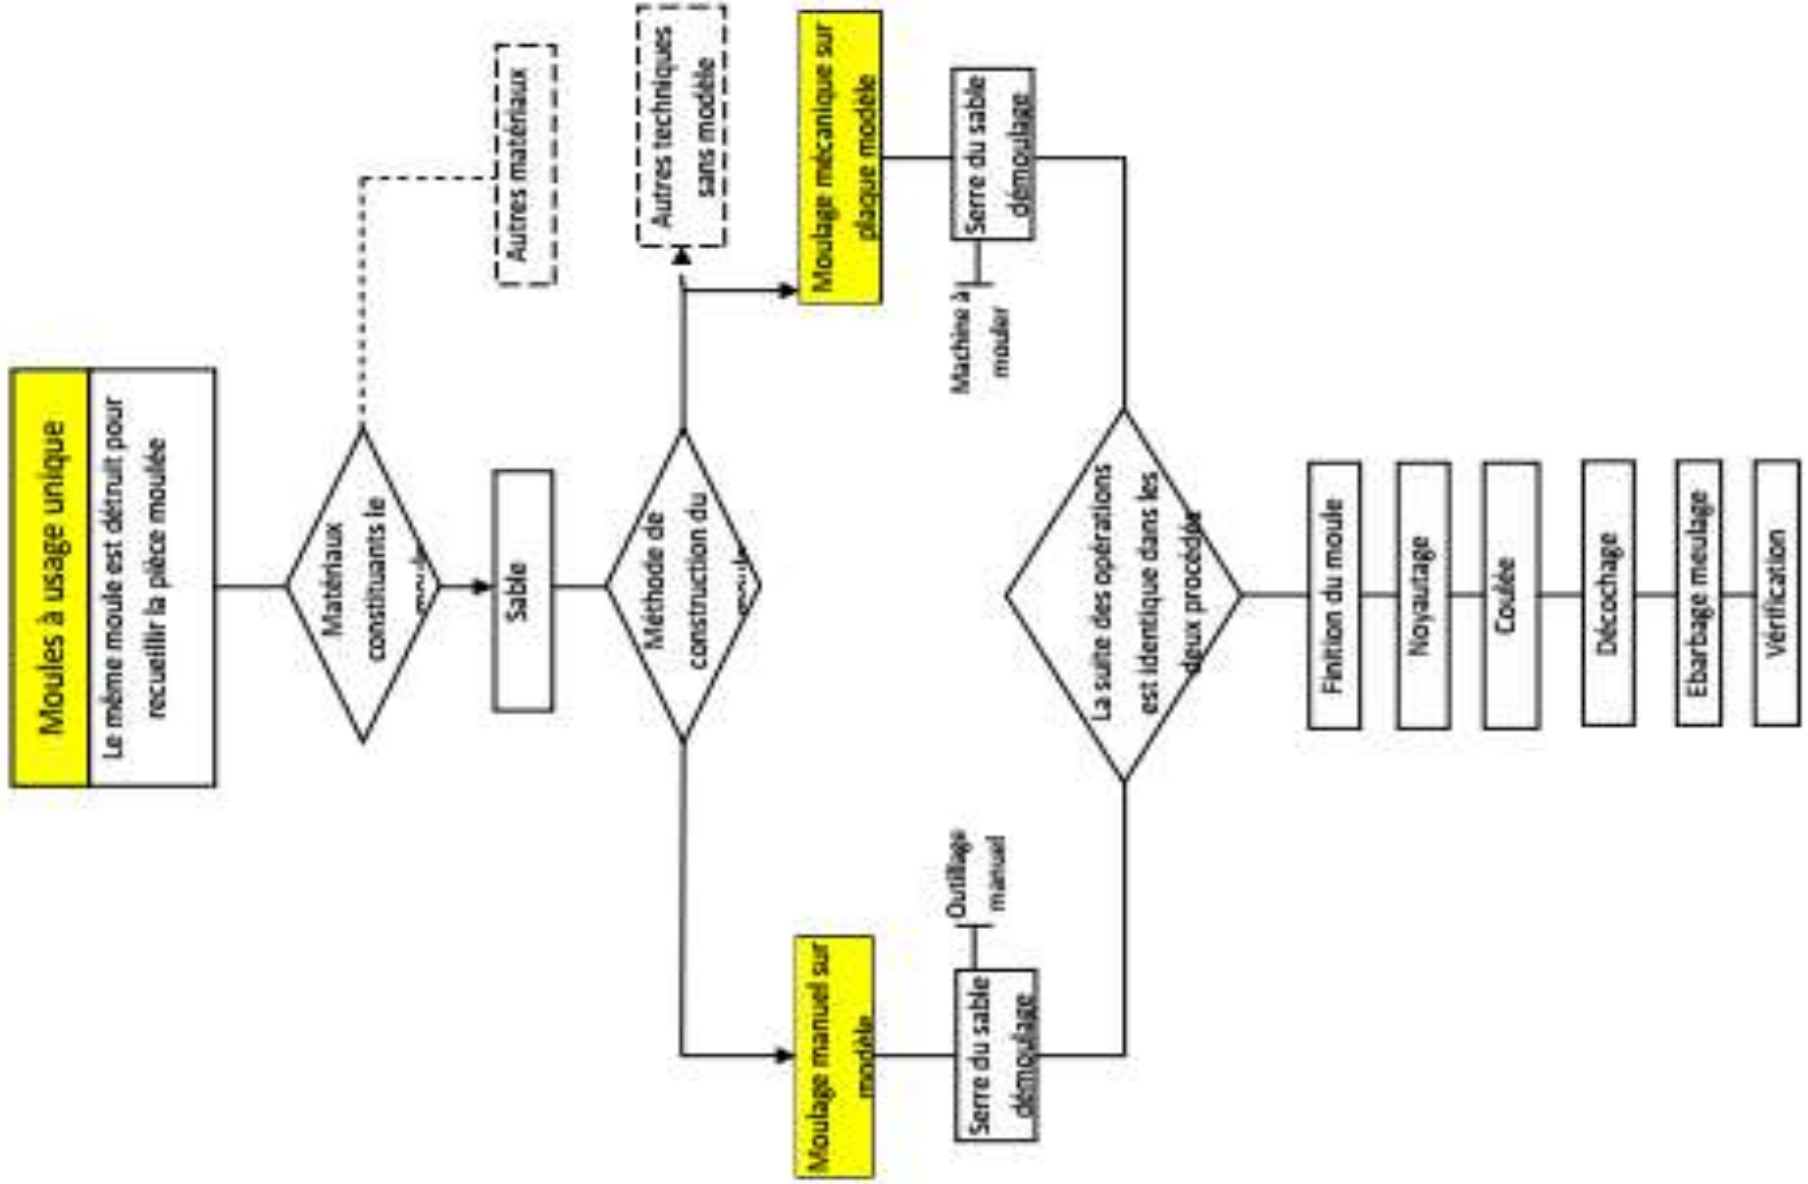 Moules à usage unique
Le même moule est détruit pour
recueillir la pièce moulée
Matériaux
constituants le
Autres matériaux
Sable
Méthode de
construction du
Autres techniques
sans modèle
Moulage manuel sur
modèle
Moulage mécanique sur
plaque modèle
Serre du sable
démoulage
Outillage
manuel
Machine à
mouler
Serre du sable
démoulage
La suite des opérations
est identique dans les
deux procédés
Finition du moule
Noyautage
Coulée
Décochage
Ebarbage meulage
Vérification